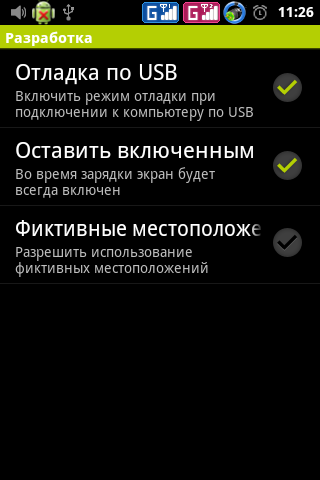 G G 11:26
Разработка
Отладка по USB
Включить режим отладки при
подключении к компьютеру по USB
Оставить включенным
Во время зарядки экран будет
всегда включен
Фиктивные местоположе
Разрешить использование
фиктивных местоположений